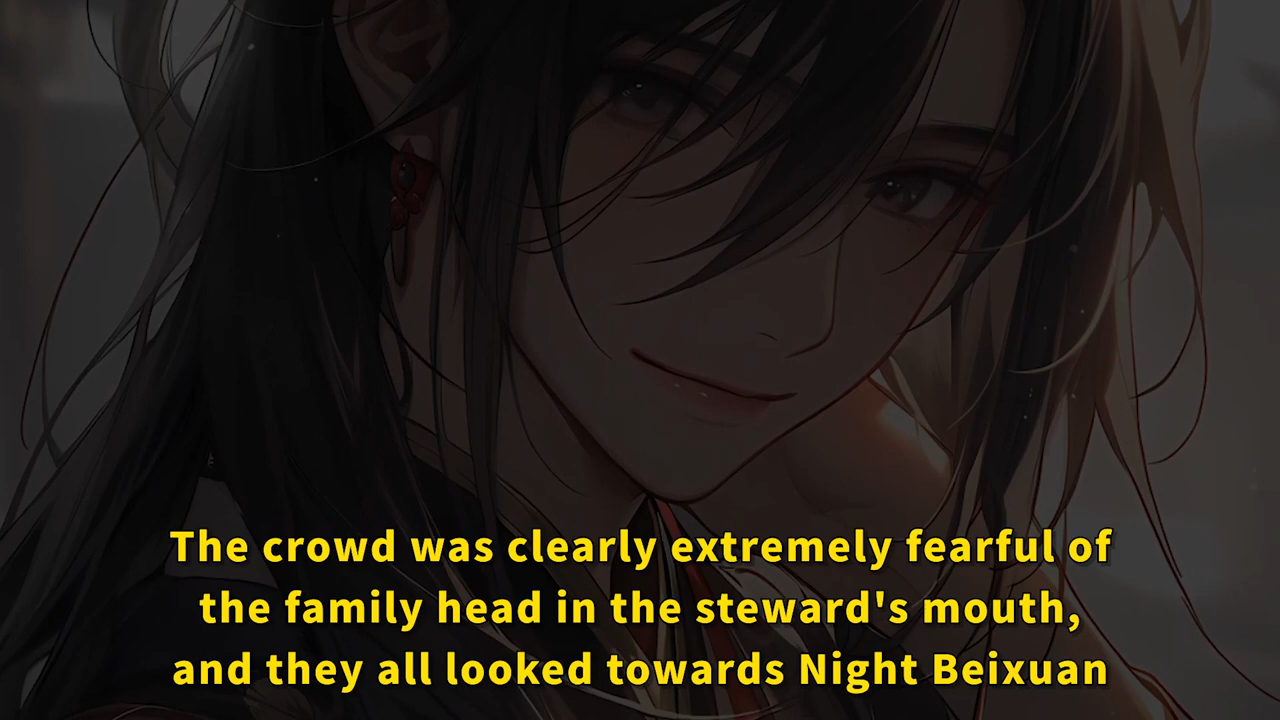 The crowd was clearly extremely fearful of
the family head in the steward's mouth,
and they all looked towards Night Beixuan